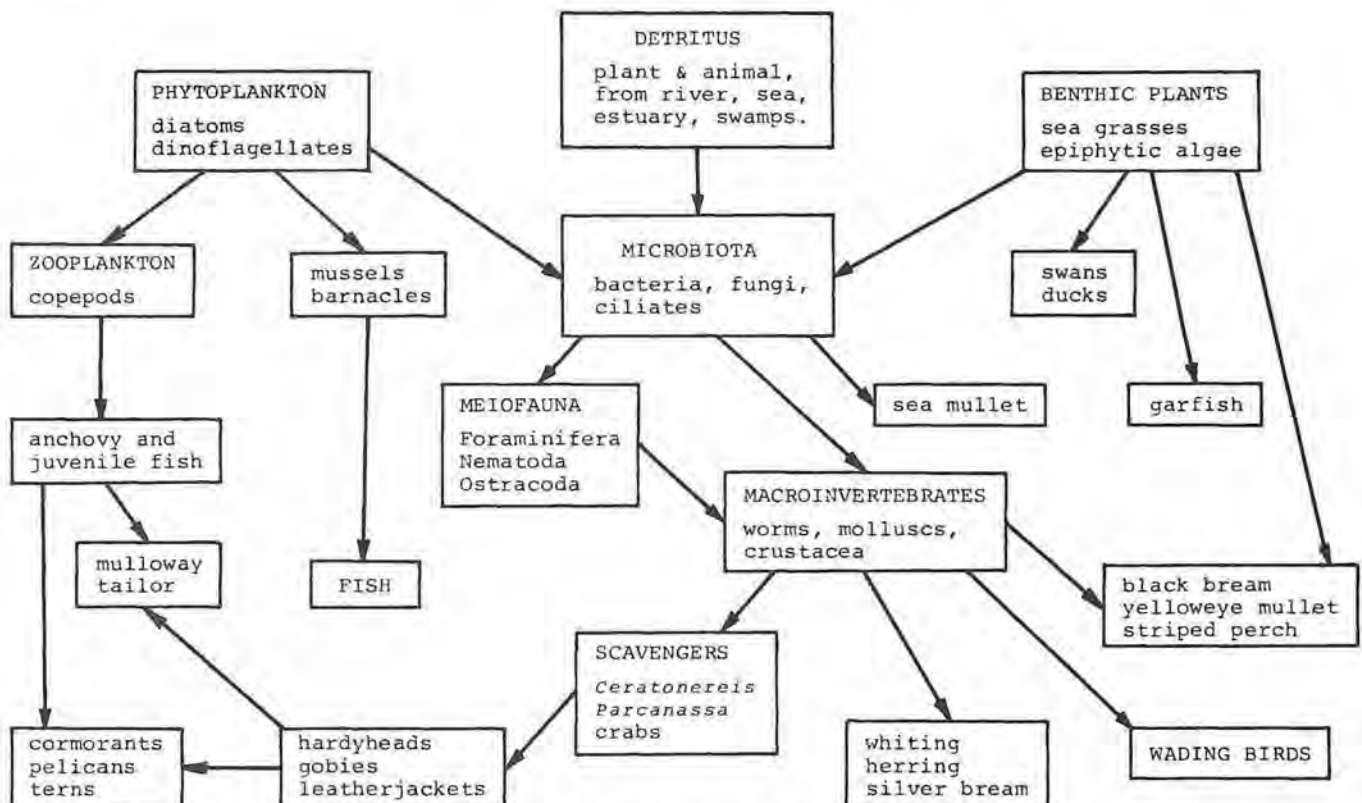 DETRITUS
plant & animal,
from river, sea,
estuary, swamps.
PHYTOPLANKTON
diatoms
dinoflagellates
BENTHIC PLANTS
sea grasses
epiphytic algae
ZOOPLANKTON
copepods
mussels
barnacles
MICROBIOTA
bacteria, fungi,
ciliates
swans
ducks
anchovy and
juvenile fish
MEIOFAUNA
Foraminifera
Nematoda
Ostracoda
sea mullet
garfish
MACROINVERTEBRATES
worms, molluscs,
crustacea
mulloway
tailor
FISH
black bream
yelloweye mullet
striped perch
SCAVENGERS
Ceratonereis
Parcanassa
crabs
cormorants
pelicans
terns
hardyheads
gobies
leatherjackets
whiting
herring
silver bream
WADING BIRDS